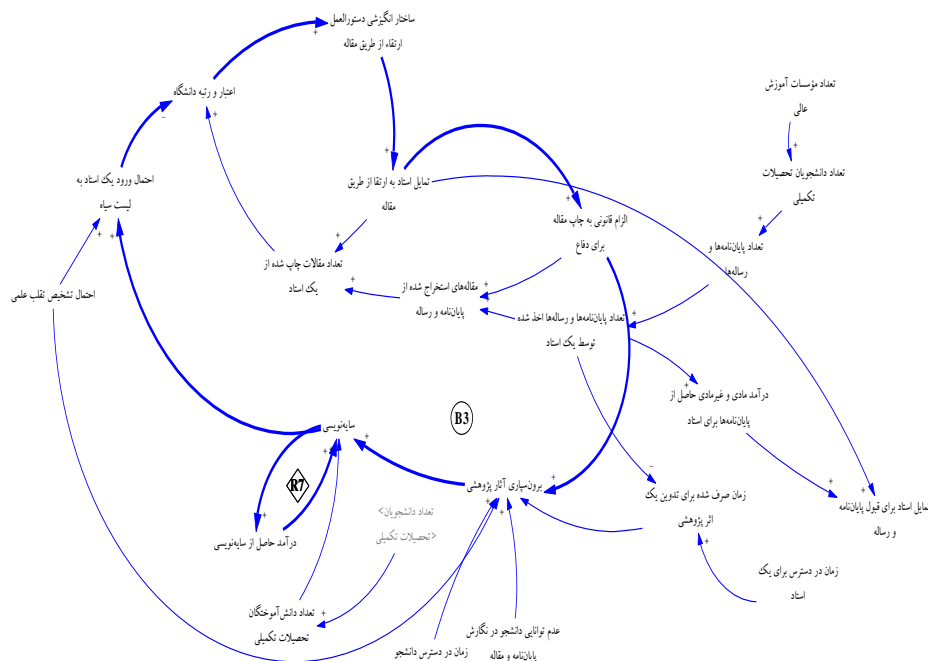 ساختار انگیزشی دستورالعمل
ارتقاء از طریق مقاله
+
اعتبار و رتبه دانشگاه
-
+
تعداد مؤسسات آموزش
عالی
+
تعداد دانشجویان تحصیلات
تکمیلی
+
احتمال ورود یک استاد به
لیست سیاه
+
+
+
تمایل استاد به ارتقا از طریق
مقاله
+
الزام قانونی به چاپ مقاله
برای دفاع
+
تعداد پایان‌نامه‌ها و
رساله‌ها
تعداد مقالات چاپ شده از
یک استاد
+
+
مقاله‌های استخراج شده از
پایان‌نامه و رساله
+
+
تعداد پایان‌نامه‌ها و رساله‌ها اخذ شده
توسط یک استاد
+
احتمال تشخیص تقلب علمی
درآمد مادی و غیرمادی حاصل از
پایان‌نامه‌ها برای استاد
+
B3
سایه‌نویسی
+
++
R7
+
درآمد حاصل از سایه‌نویسی
برون‌سپاری آثار پژوهشی
+
+
+
-
زمان صرف شده برای تدوین یک
اثر پژوهشی
+
+
+
تمایل استاد برای قبول پایان‌نامه
و رساله
<تعداد دانشجویان
تحصیلات تکمیلی>
زمان در دسترس برای یک
استاد
تعداد دانش‌آموختگان
تحصیلات تکمیلی
+
زمان در دسترس دانشجو
عدم توانایی دانشجو در نگارش
پایان‌نامه و مقاله